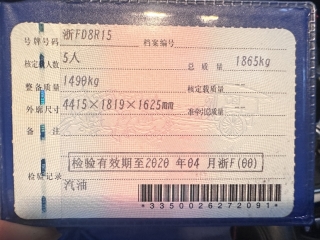 号牌号码 浙FD8R15 档案编号
核定载人数 5人 总质量 1865kg
整备质量 1490kg 核定载质量 --
外廓尺寸 4415×1819×1625mm 准牵引总质量 --
备注
检验有效期至2020 年04 月浙F(00)
检验记录
汽油
*3350026272091*